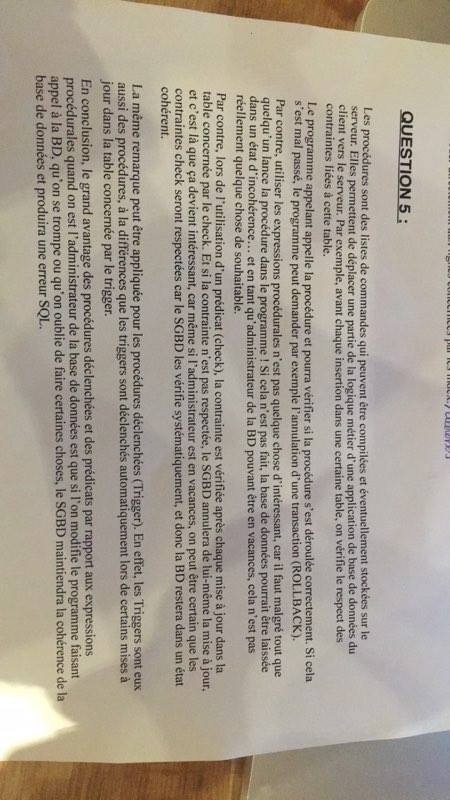 aux lignes concernées par les index.
QUESTION 5 :
Les procédures sont des listes de commandes qui peuvent être compilées et éventuellement stockées sur le
serveur. Elles permettent de déplacer une partie de la logique métier d'une application de base de données du
client vers le serveur. Par exemple, avant chaque insertion dans une certaine table, on vérifie le respect des
contraintes liées à cette table.
Le programme appelant appelle la procédure et pourra vérifier si la procédure s'est déroulée correctement. Si cela
s'est mal passé, le programme peut demander par exemple l'annulation d'une transaction (ROLLBACK).
Par contre, utiliser les expressions procédurales n'est pas quelque chose d'intéressant, car il faut malgré tout que
quelqu'un lance la procédure dans le programme ! Si cela n'est pas fait, la base de données pourrait être laissée
dans un état d'incohérence... et en tant qu'administrateur de la BD pouvant être en vacances, cela n'est pas
réellement quelque chose de souhaitable.
Par contre, lors de l'utilisation d'un prédicat (check), la contrainte est vérifiée après chaque mise à jour dans la
table concernée par le check. Et si la contrainte n'est pas respectée, le SGBD annulera de lui-même la mise à jour,
et c'est là que ça devient intéressant, car même si l'administrateur est en vacances, on peut être certain que les
contraintes check seront respectées car le SGBD les vérifie systématiquement, et donc la BD restera dans un état
cohérent.
La même remarque peut être appliquée pour les procédures déclenchées (Trigger). En effet, les Triggers sont eux
aussi des procédures, à la différences que les triggers sont déclenchés automatiquement lors de certains mises à
jour dans la table concernée par le trigger.
En conclusion, le grand avantage des procédures déclenchées et des prédicats par rapport aux expressions
procédurales quand on est l'administrateur de la base de données est que si l'on modifie le programme faisant
appel à la BD, qu'on se trompe ou qu'on oublie de faire certaines choses, le SGBD maintiendra la cohérence de la
base de données et produira une erreur SQL.